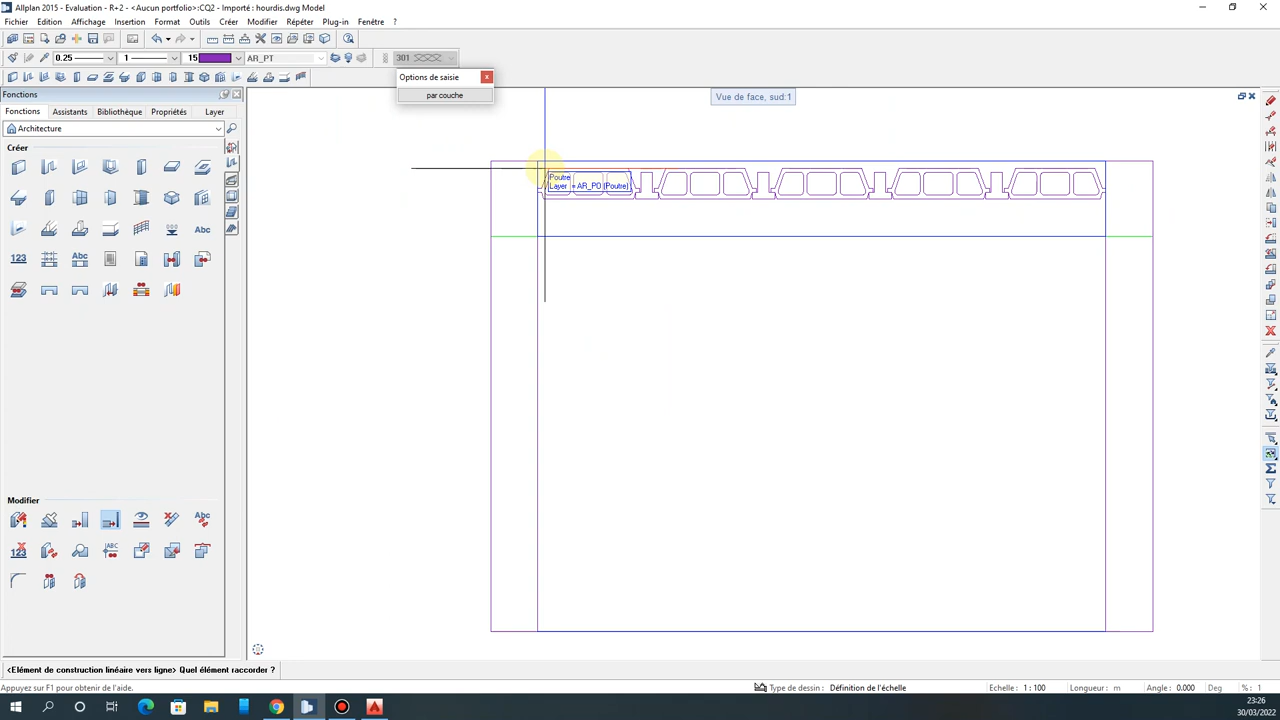 Allplan 2015 - Evaluation - R+2 - <Aucun portfolio>:CQ2 - Importé : hourdis.dwg Model
Fichier Edition Affichage Insertion Format Outils Créer Modifier Répéter Plug-in Fenêtre ?
0.25 1 15 AR_PT 301
Options de saisie
par couche
Fonctions
Vue de face, sud:1
Fonctions Assistants Bibliothèque Propriétés Layer
Architecture
Créer
Poutre
Layer = AR_PO (Poutre)
Abc
123 Abc
Modifier
Abc
123 ABC
<Elément de construction linéaire vers ligne> Quel élément raccorder ?
Appuyez sur F1 pour obtenir de l'aide.
Type de dessin : Définition de l'échelle Echelle : 1 : 100 Longueur : m Angle : 0.000 Deg % : 1
23:26
30/03/2022